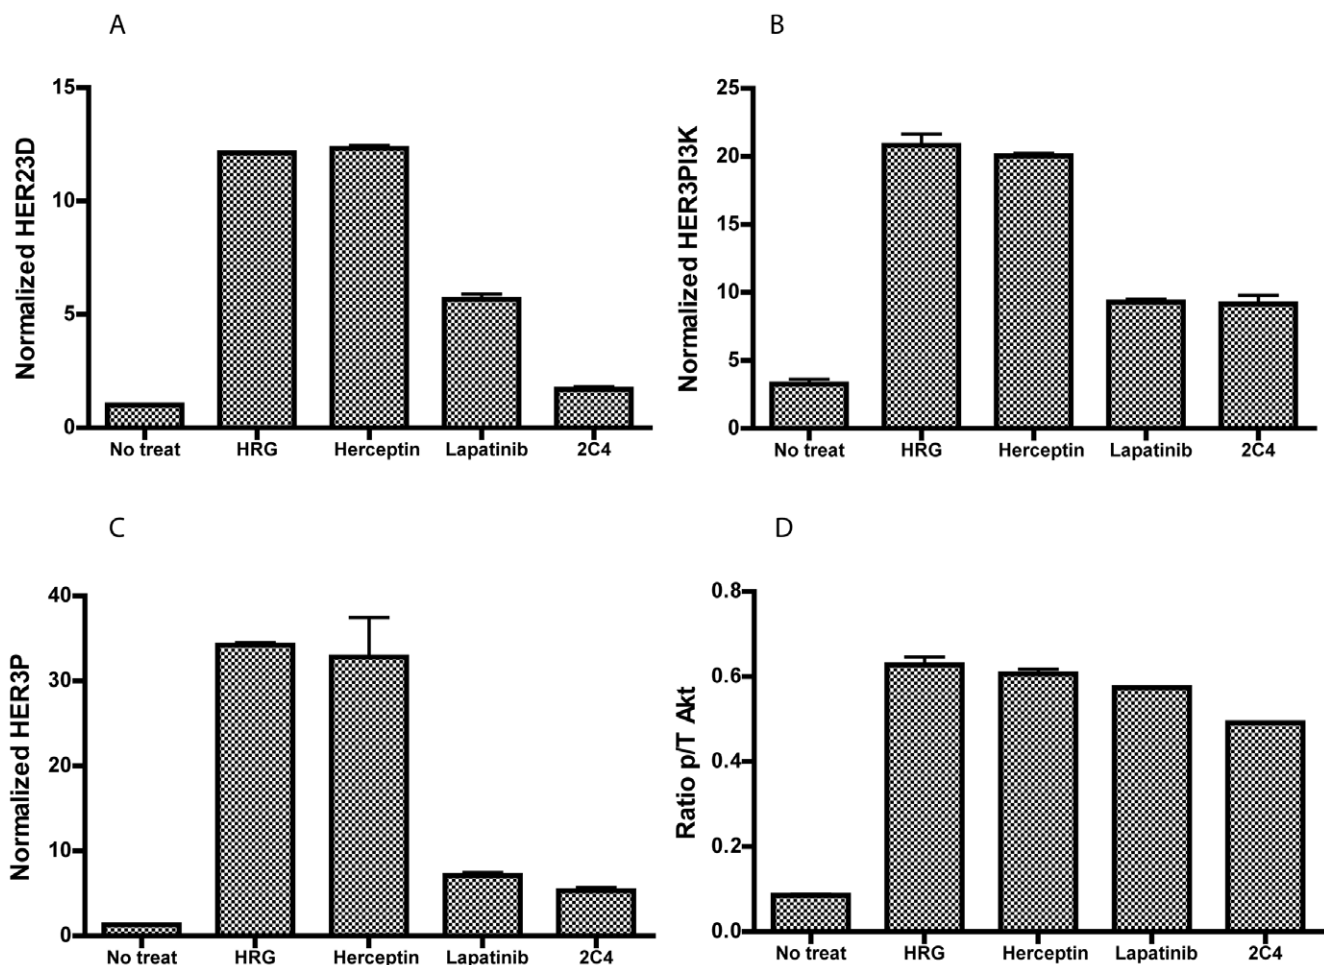 A
Normalized HER23D
15
10
5
0
No treat HRG Herceptin Lapatinib 2C4
B
Normalized HER3PI3K
25
20
15
10
5
0
No treat HRG Herceptin Lapatinib 2C4
C
Normalized HER3P
40
30
20
10
0
No treat HRG Herceptin Lapatinib 2C4
D
Ratio p/T Akt
0.8
0.6
0.4
0.2
0.0
No treat HRG Herceptin Lapatinib 2C4